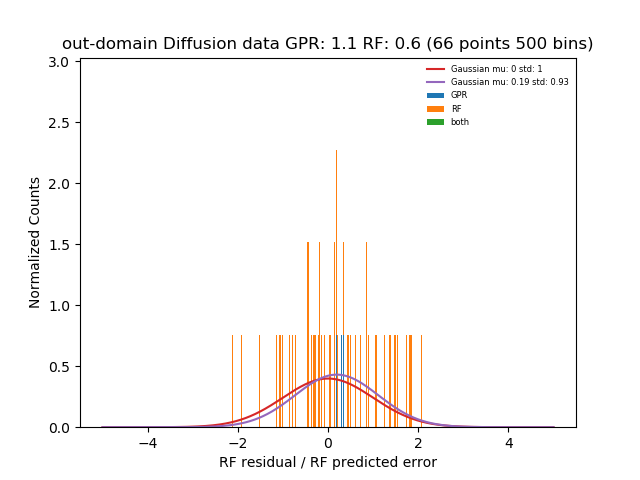 out-domain Diffusion data GPR: 1.1 RF: 0.6 (66 points 500 bins)
3.0
2.5
2.0
1.5
1.0
0.5
0.0
Normalized Counts
Gaussian mu: 0 std: 1
Gaussian mu: 0.19 std: 0.93
GPR
RF
both
−4
−2
0
2
4
RF residual / RF predicted error